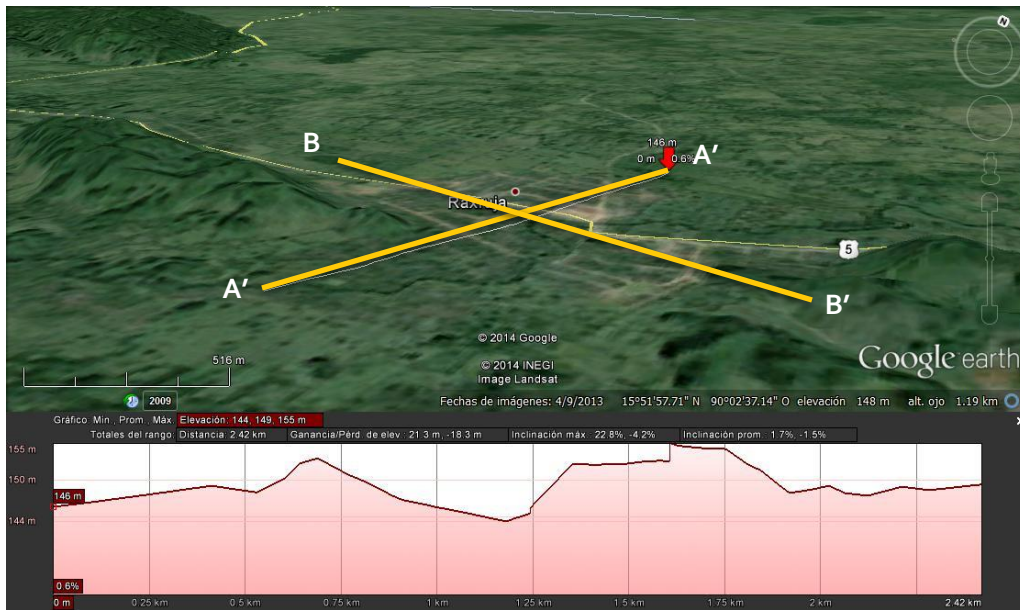 N
B
146 m
0 m 0.6%
A’
Raxruja
5
A’
B’
516 m
© 2014 Google
© 2014 INEGI
Image Landsat
Google earth
2009
Fechas de imágenes: 4/9/2013 15°51'57.71" N 90°02'37.14" O elevación 148 m alt. ojo 1.19 km
Gráfico: Mín., Prom., Máx. Elevación: 144, 149, 155 m
Totales del rango: Distancia: 2.42 km Ganancia/Pérd. de elev.: 21.3 m, -18.3 m Inclinación máx.: 22.8%, -4.2% Inclinación prom.: 1.7%, -1.5%
155 m
150 m
146 m
144 m
0.6%
0 m 0.25 km 0.5 km 0.75 km 1 km 1.25 km 1.5 km 1.75 km 2 km 2.42 km